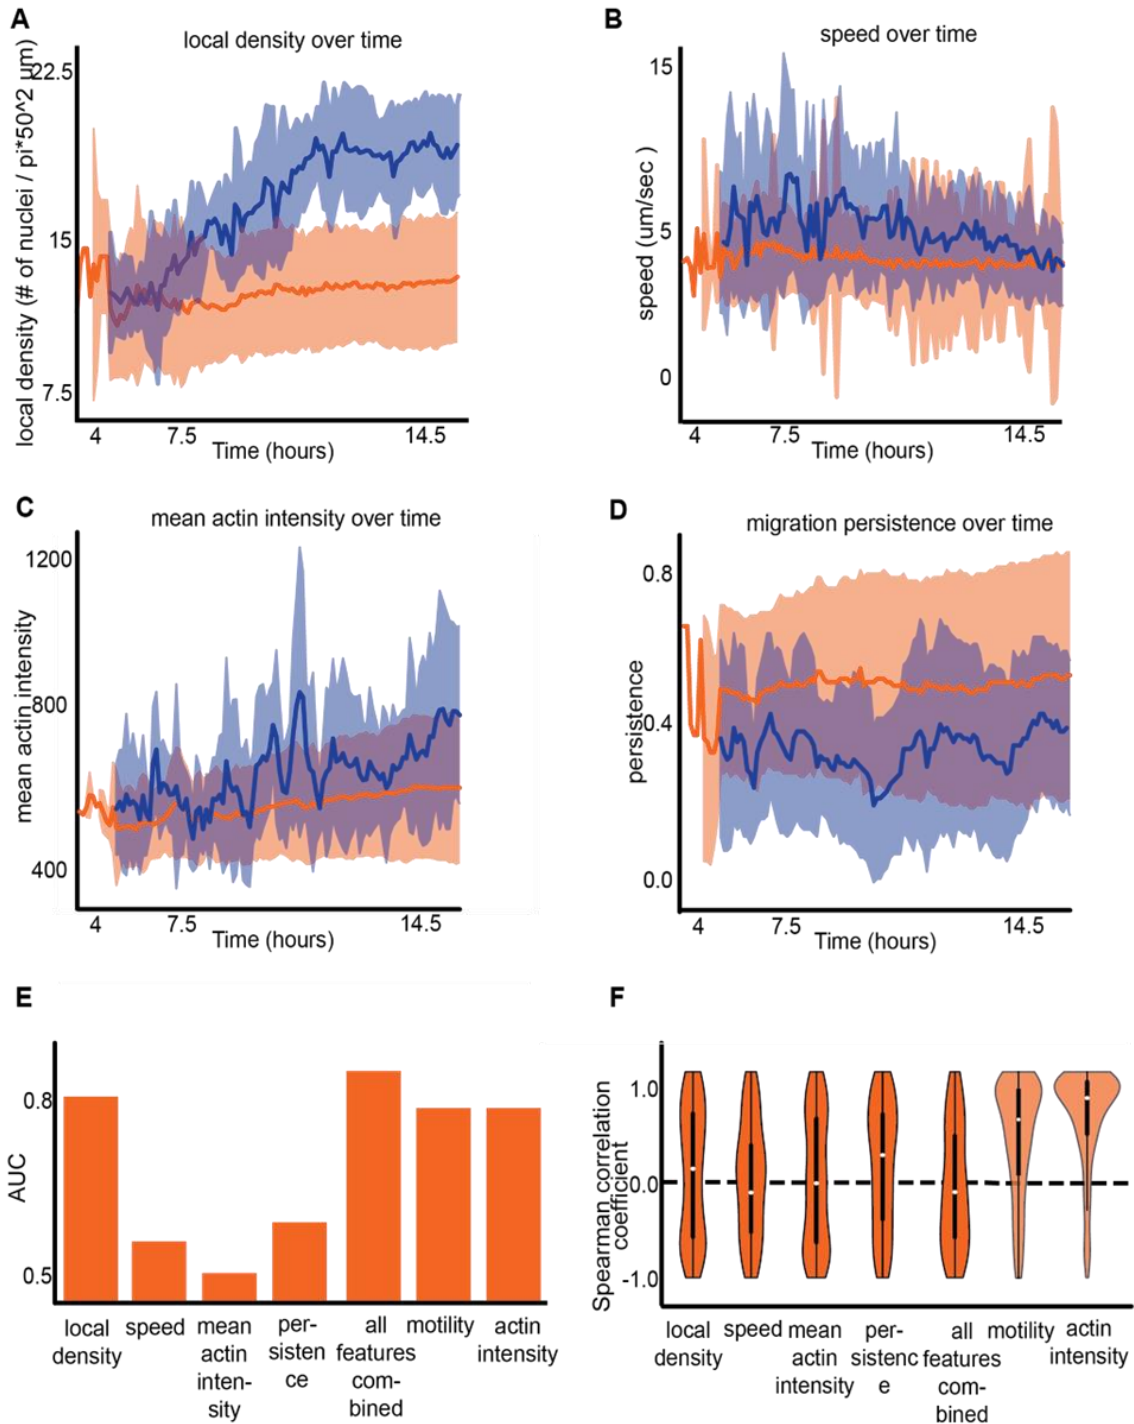 A
local density over time
local density (# of nuclei / pi*50^2 um)
22.5
15
7.5
4 7.5 14.5
Time (hours)
B
speed over time
speed (um/sec )
15
5
0
4 7.5 14.5
Time (hours)
C
mean actin intensity over time
mean actin intensity
1200
800
400
4 7.5 14.5
Time (hours)
D
migration persistence over time
persistence
0.8
0.4
0.0
4 7.5 14.5
Time (hours)
E
AUC
0.8
0.5
local
density
speed
mean
actin
inten-
sity
per-
sisten
ce
all
features
com-
bined
motility
actin
intensity
F
Spearman correlation
coefficient
1.0
0.0
-1.0
local
density
speed
mean
actin
intensity
per-
sistenc
e
all
features
com-
bined
motility
actin
intensity